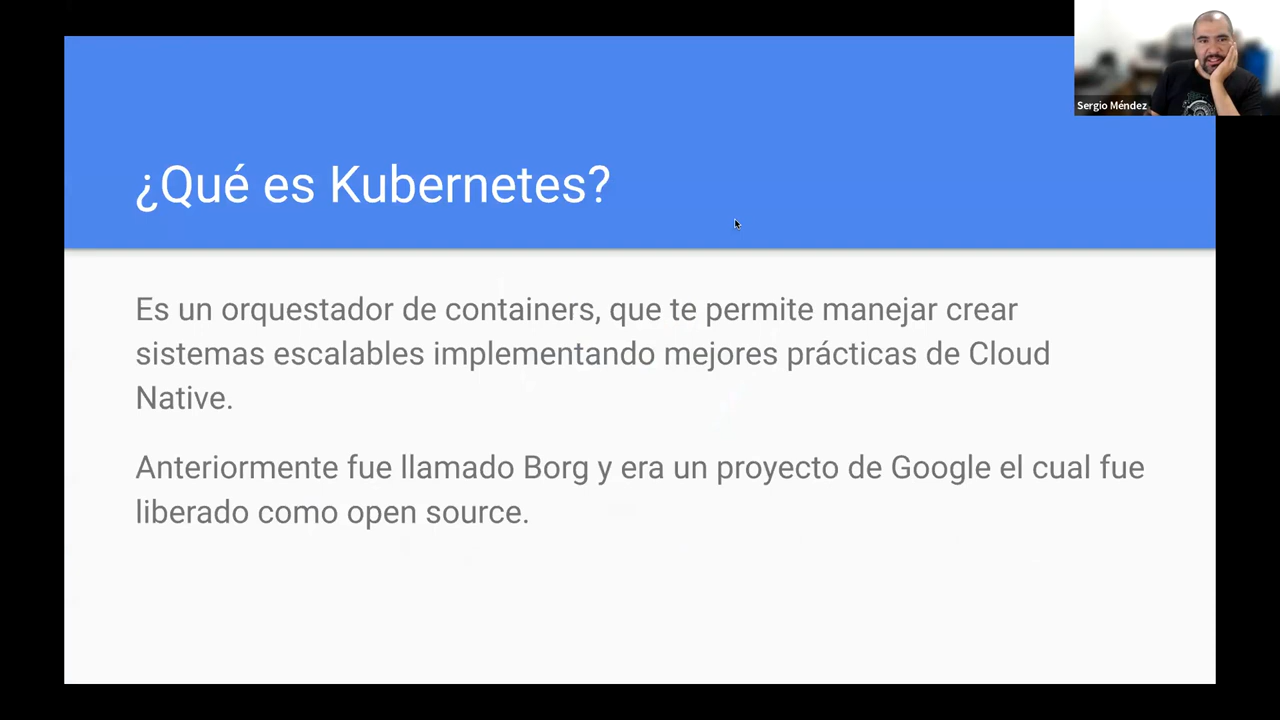 Sergio Méndez
¿Qué es Kubernetes?
Es un orquestador de containers, que te permite manejar crear
sistemas escalables implementando mejores prácticas de Cloud
Native.
Anteriormente fue llamado Borg y era un proyecto de Google el cual fue
liberado como open source.